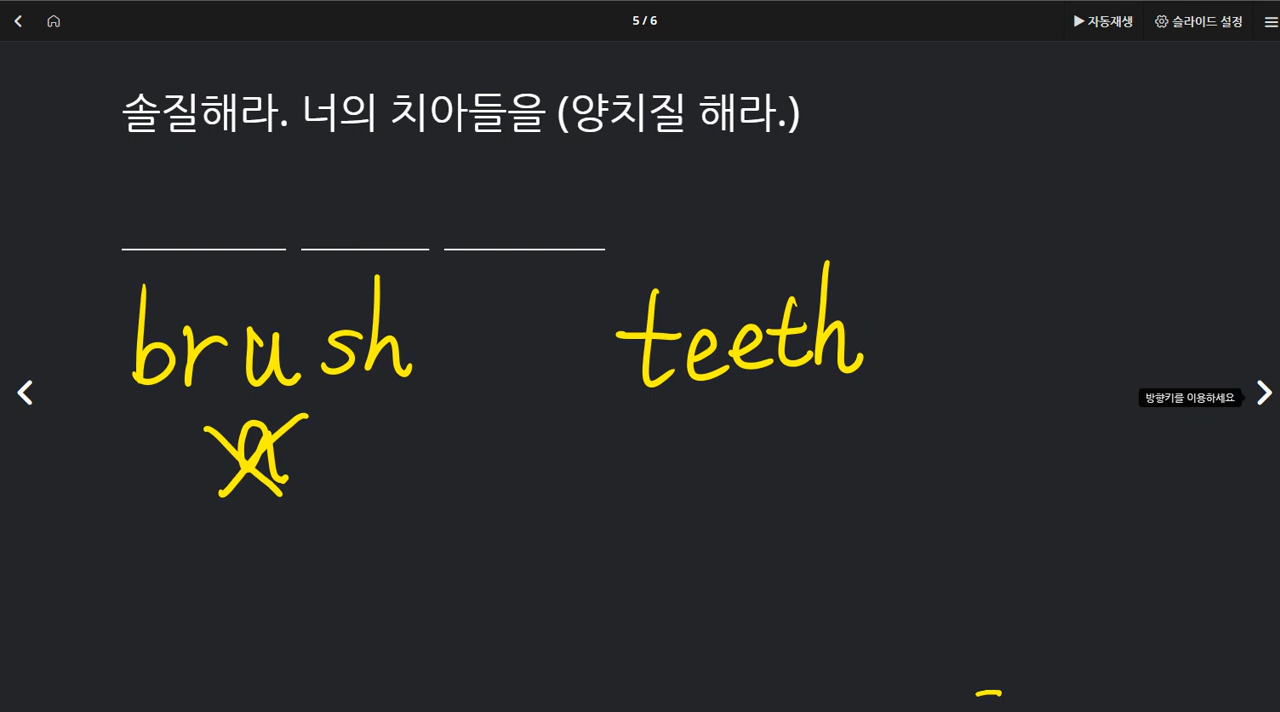 5 / 6
▶ 자동재생 슬라이드 설정
솔질해라. 너의 치아들을 (양치질 해라.)
brush teeth
방향키를 이용하세요
a